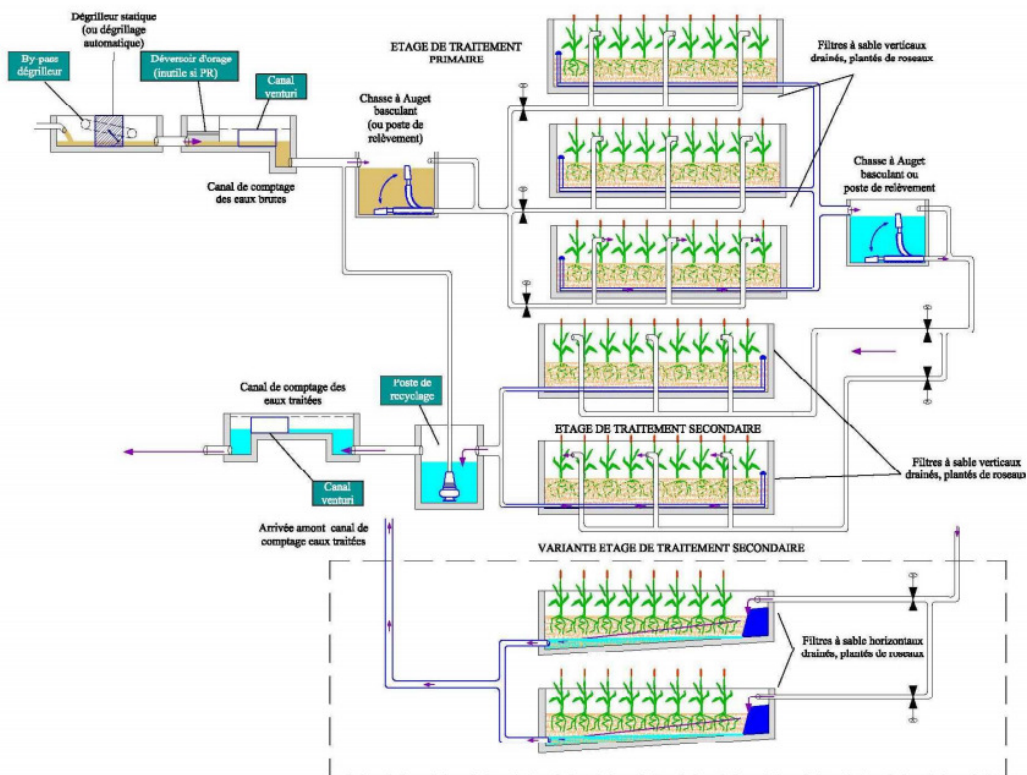 Dégrilleur statique
(ou dégrillage
automatique)
By-pass
dégrilleur
Déversoir d'orage
(inutile si PR)
Canal
venturi
ETAGE DE TRAITEMENT
PRIMAIRE
Filtres à sable verticaux
drainés, plantés de roseaux
Chasse à Auget
basculant
(ou poste de
relèvement)
Canal de comptage
des eaux brutes
Chasse à Auget
basculant ou
poste de relèvement
Canal de comptage des
eaux traitées
Poste de
recyclage
ETAGE DE TRAITEMENT SECONDAIRE
Filtres à sable verticaux
drainés, plantés de roseaux
Canal
venturi
Arrivée amont canal de
comptage eaux traitées
VARIANTE ETAGE DE TRAITEMENT SECONDAIRE
Filtres à sable horizontaux
drainés, plantés de roseaux